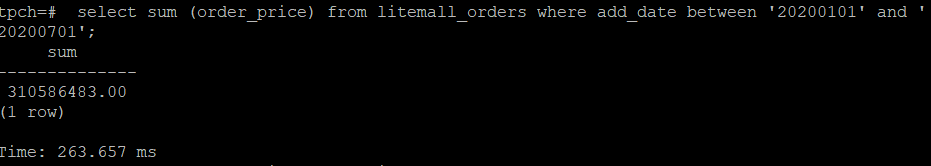 tpch=#  select sum (order_price) from litemall_orders where add_date between '20200101' and '
20200701';
     sum
--------------
 310586483.00
(1 row)

Time: 263.657 ms